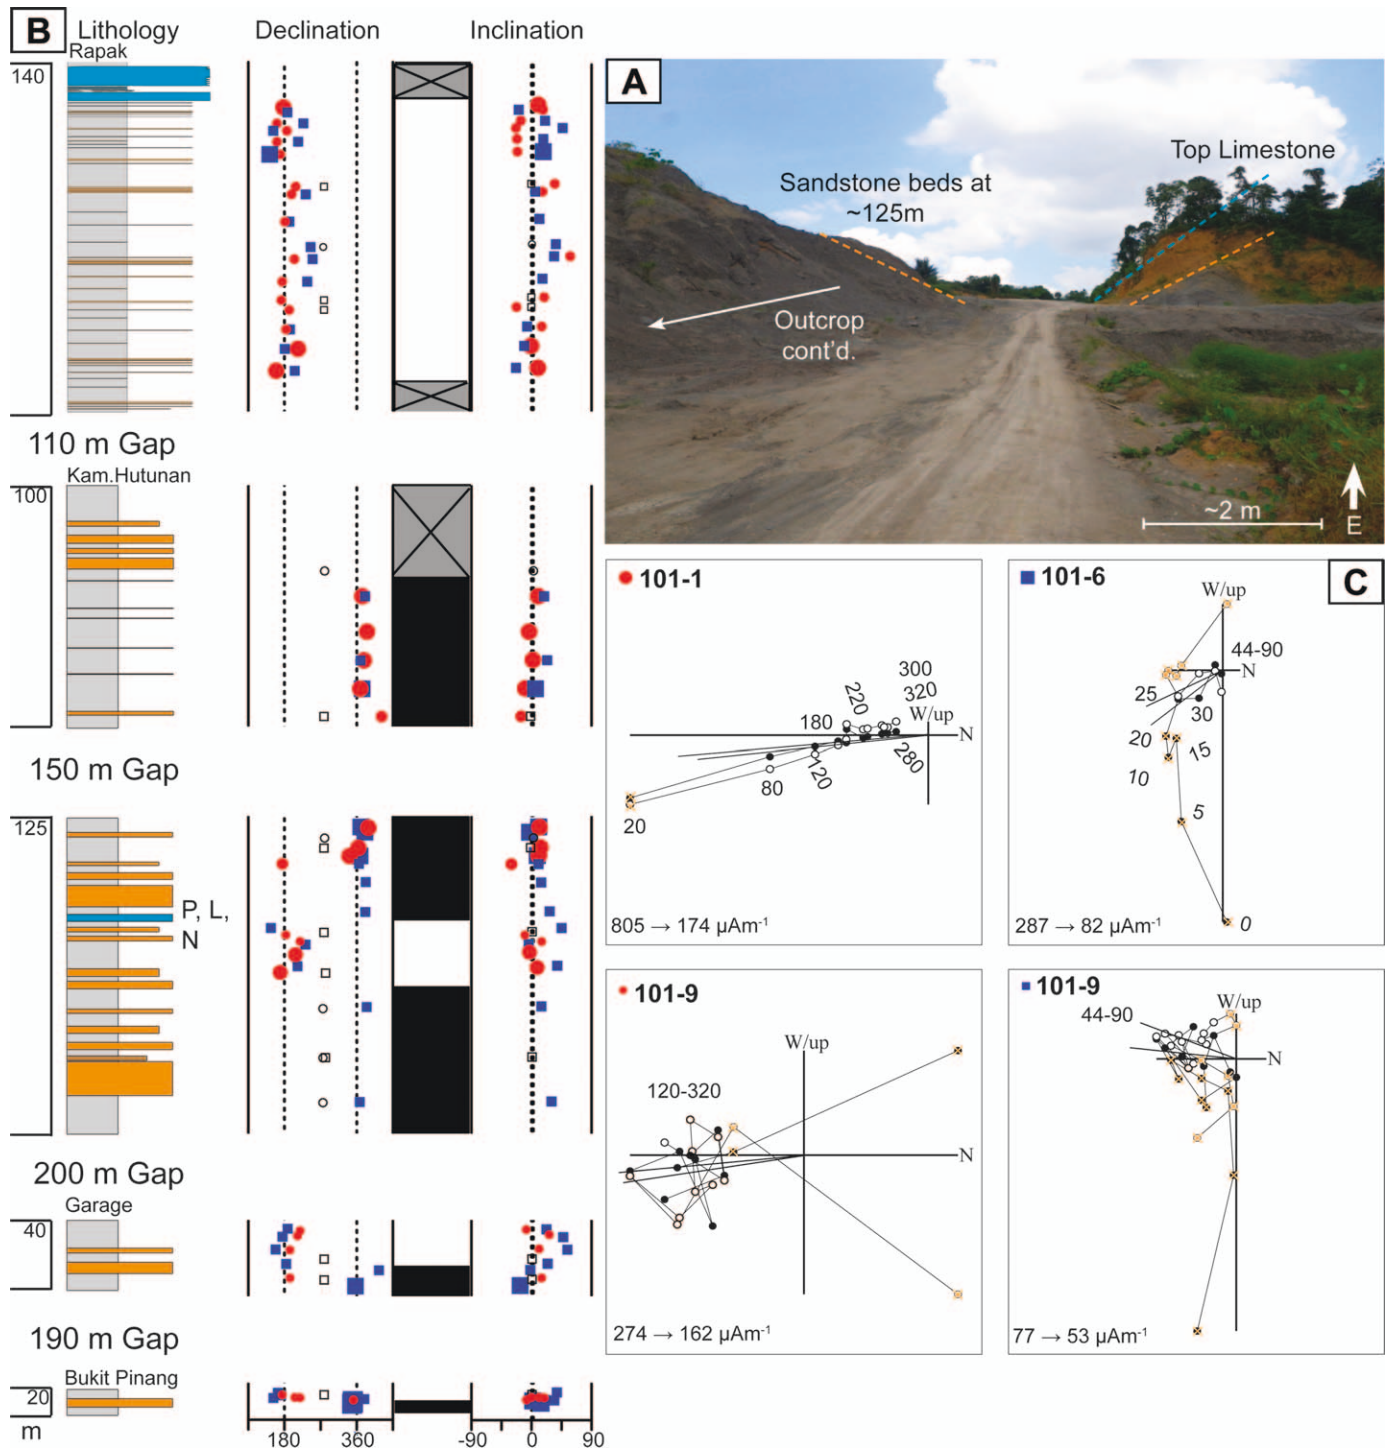 B
Lithology
Declination
Inclination
Rapak
140
110 m Gap
Kam.Hutunan
100
150 m Gap
125
P, L,
N
200 m Gap
Garage
40
190 m Gap
Bukit Pinang
20
m
180
360
-90
0
90
A
Top Limestone
Sandstone beds at
~125m
Outcrop
cont'd.
~2 m
E
101-1
300
320
220
180
W/up
N
280
120
80
20
805 → 174 µAm-1
C
101-6
W/up
44-90
N
25
30
20
15
10
5
0
287 → 82 µAm-1
101-9
W/up
120-320
N
274 → 162 µAm-1
101-9
44-90
W/up
N
77 → 53 µAm-1